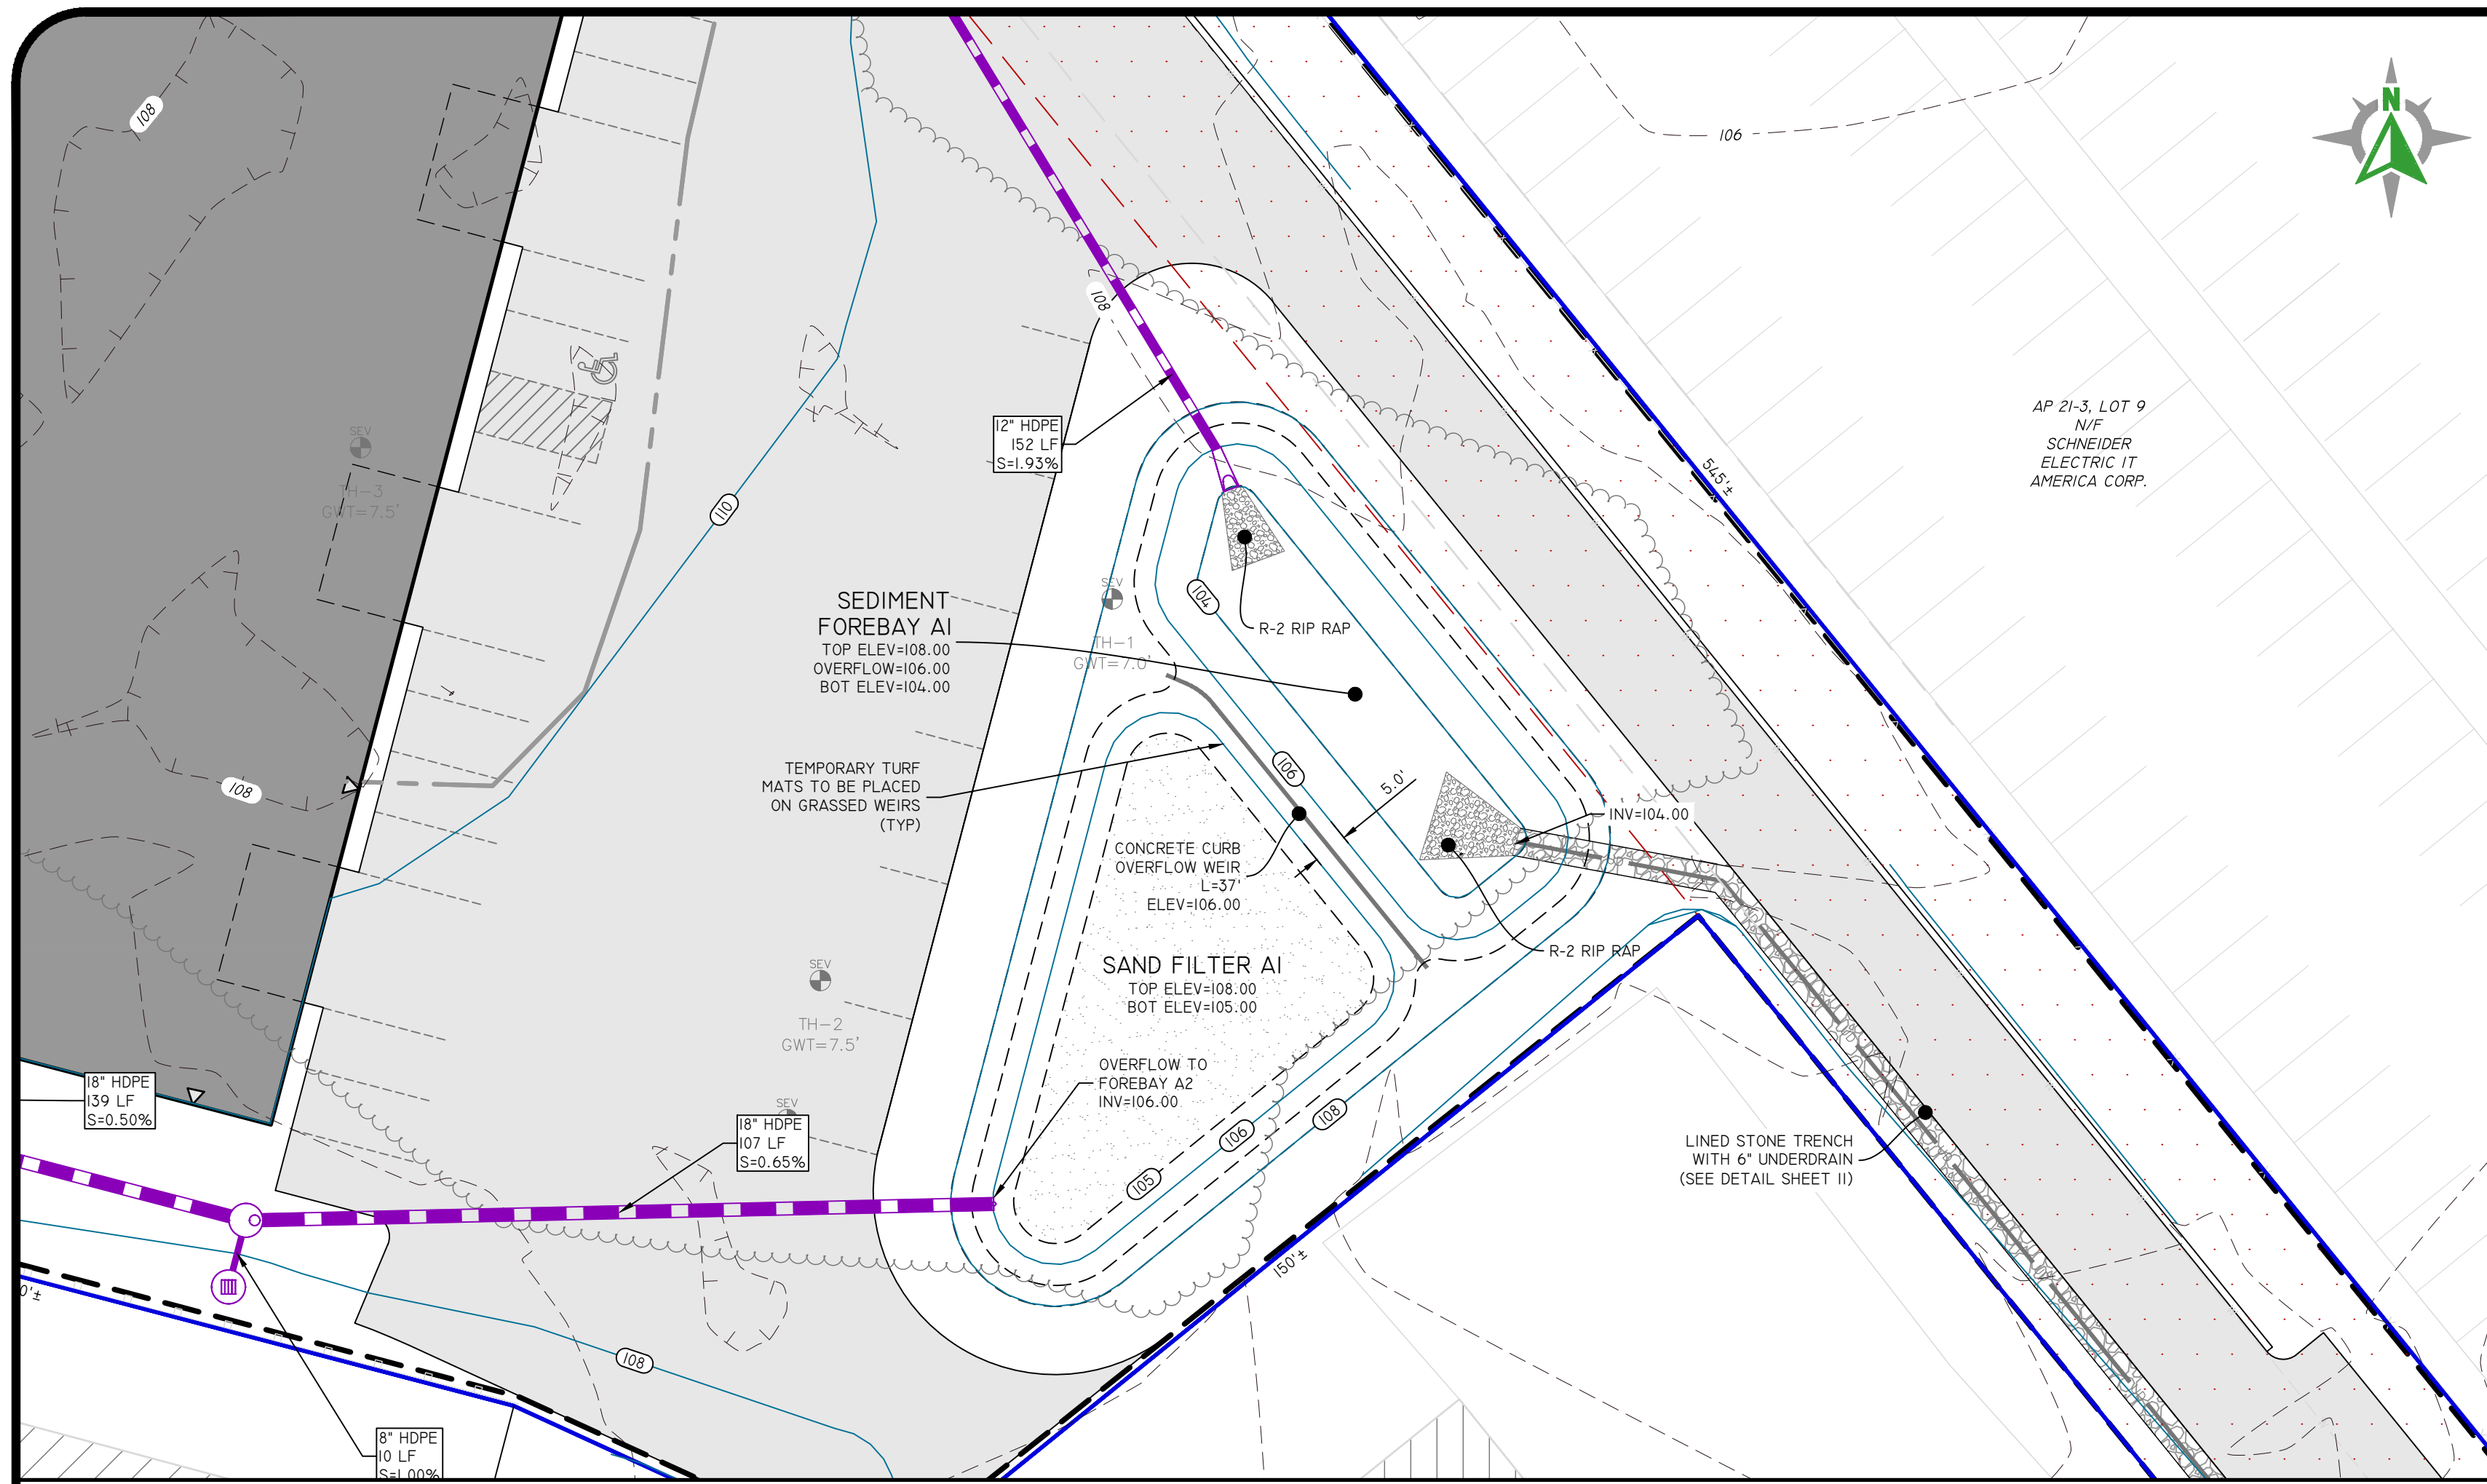 108
106
N
AP 21-3, LOT 9
N/F
SCHNEIDER
ELECTRIC IT
AMERICA CORP.
108
12" HDPE
152 LF
S=1.93%
SEV
TH-3
GWT=7.5'
110
545'±
SEDIMENT
FOREBAY A1
TOP ELEV=108.00
OVERFLOW=106.00
BOT ELEV=104.00
SEV
TH-1
GWT=7.0'
104
R-2 RIP RAP
TEMPORARY TURF
MATS TO BE PLACED
ON GRASSED WEIRS
(TYP)
106
5.0'
INV=104.00
108
CONCRETE CURB
OVERFLOW WEIR
L=37'
ELEV=106.00
R-2 RIP RAP
SAND FILTER A1
TOP ELEV=108.00
BOT ELEV=105.00
SEV
TH-2
GWT=7.5'
OVERFLOW TO
FOREBAY A2
INV=106.00
18" HDPE
139 LF
S=0.50%
SEV
18" HDPE
107 LF
S=0.65%
106
108
105
LINED STONE TRENCH
WITH 6" UNDERDRAIN
(SEE DETAIL SHEET 11)
150'±
0'±
108
8" HDPE
10 LF
S=1.00%